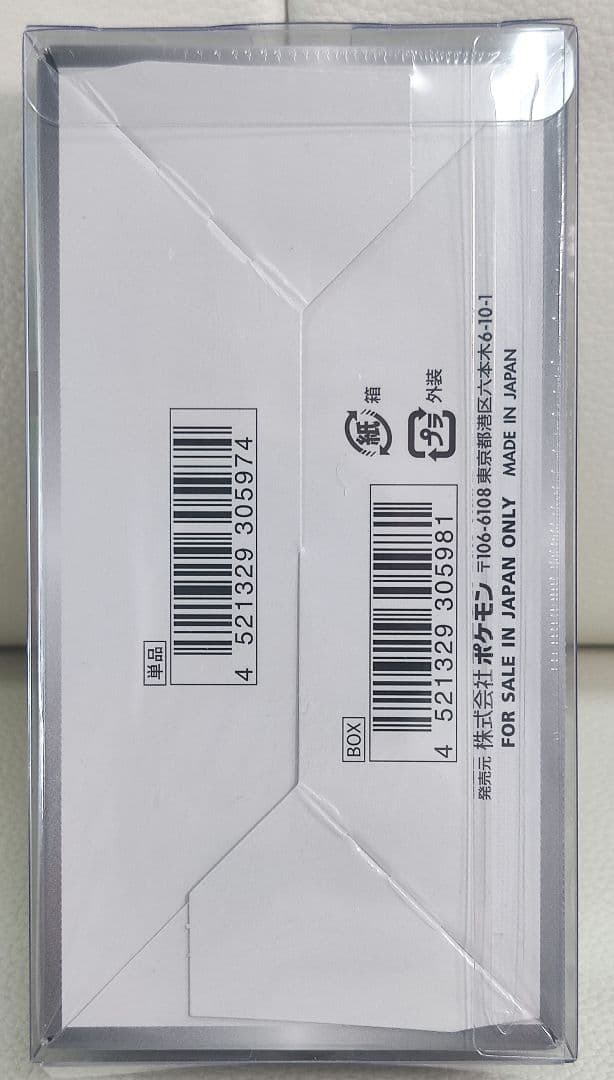 単品
4 521329 305974
紙 箱
プラ 外装
BOX
4 521329 305981
発売元 株式会社 ポケモン 〒106-6108 東京都港区六本木6-10-1
FOR SALE IN JAPAN ONLY MADE IN JAPAN